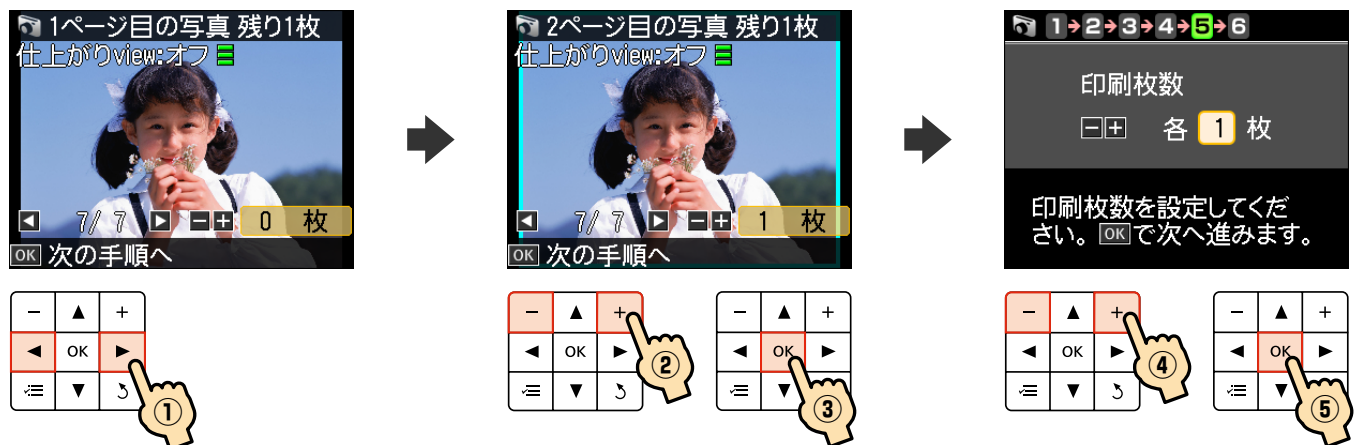 1ページ目の写真 残り1枚
仕上がりview:オフ
7/ 7 −+ 0 枚
OK 次の手順へ
− ▲ +
◀ OK ▶
▼
①
2ページ目の写真 残り1枚
仕上がりview:オフ
7/ 7 −+ 1 枚
OK 次の手順へ
− ▲ +
◀ OK ▶
▼
②
− ▲ +
◀ OK ▶
▼
③
1→2→3→4→5→6
印刷枚数
−+ 各 1 枚
印刷枚数を設定してくだ
さい。OKで次へ進みます。
− ▲ +
◀ OK ▶
▼
④
− ▲ +
◀ OK ▶
▼
⑤